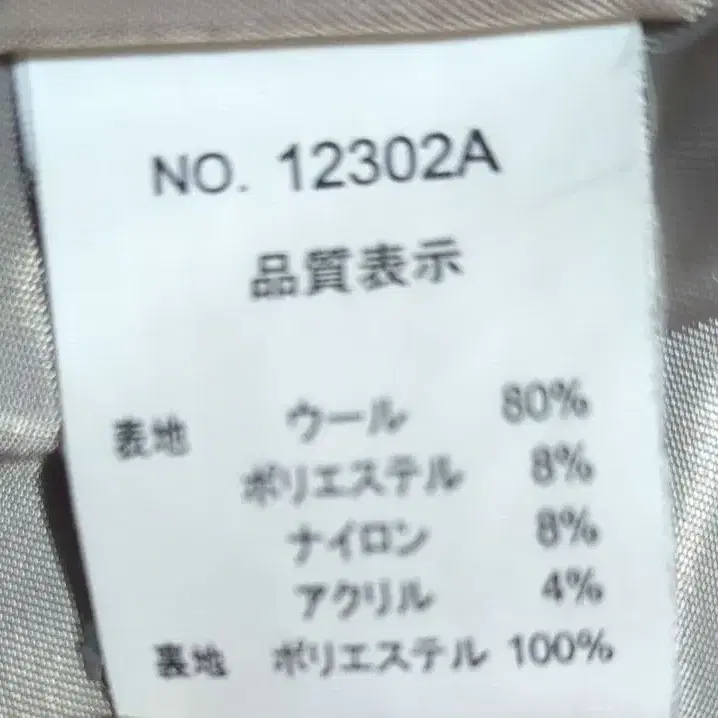 NO. 12302A
品質表示
表地 ウール 80%
ポリエステル 8%
ナイロン 8%
アクリル 4%
裏地 ポリエステル 100%